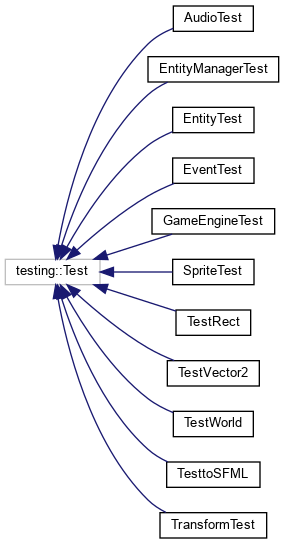 AudioTest
EntityManagerTest
EntityTest
EventTest
GameEngineTest
testing::Test
SpriteTest
TestRect
TestVector2
TestWorld
TesttoSFML
TransformTest